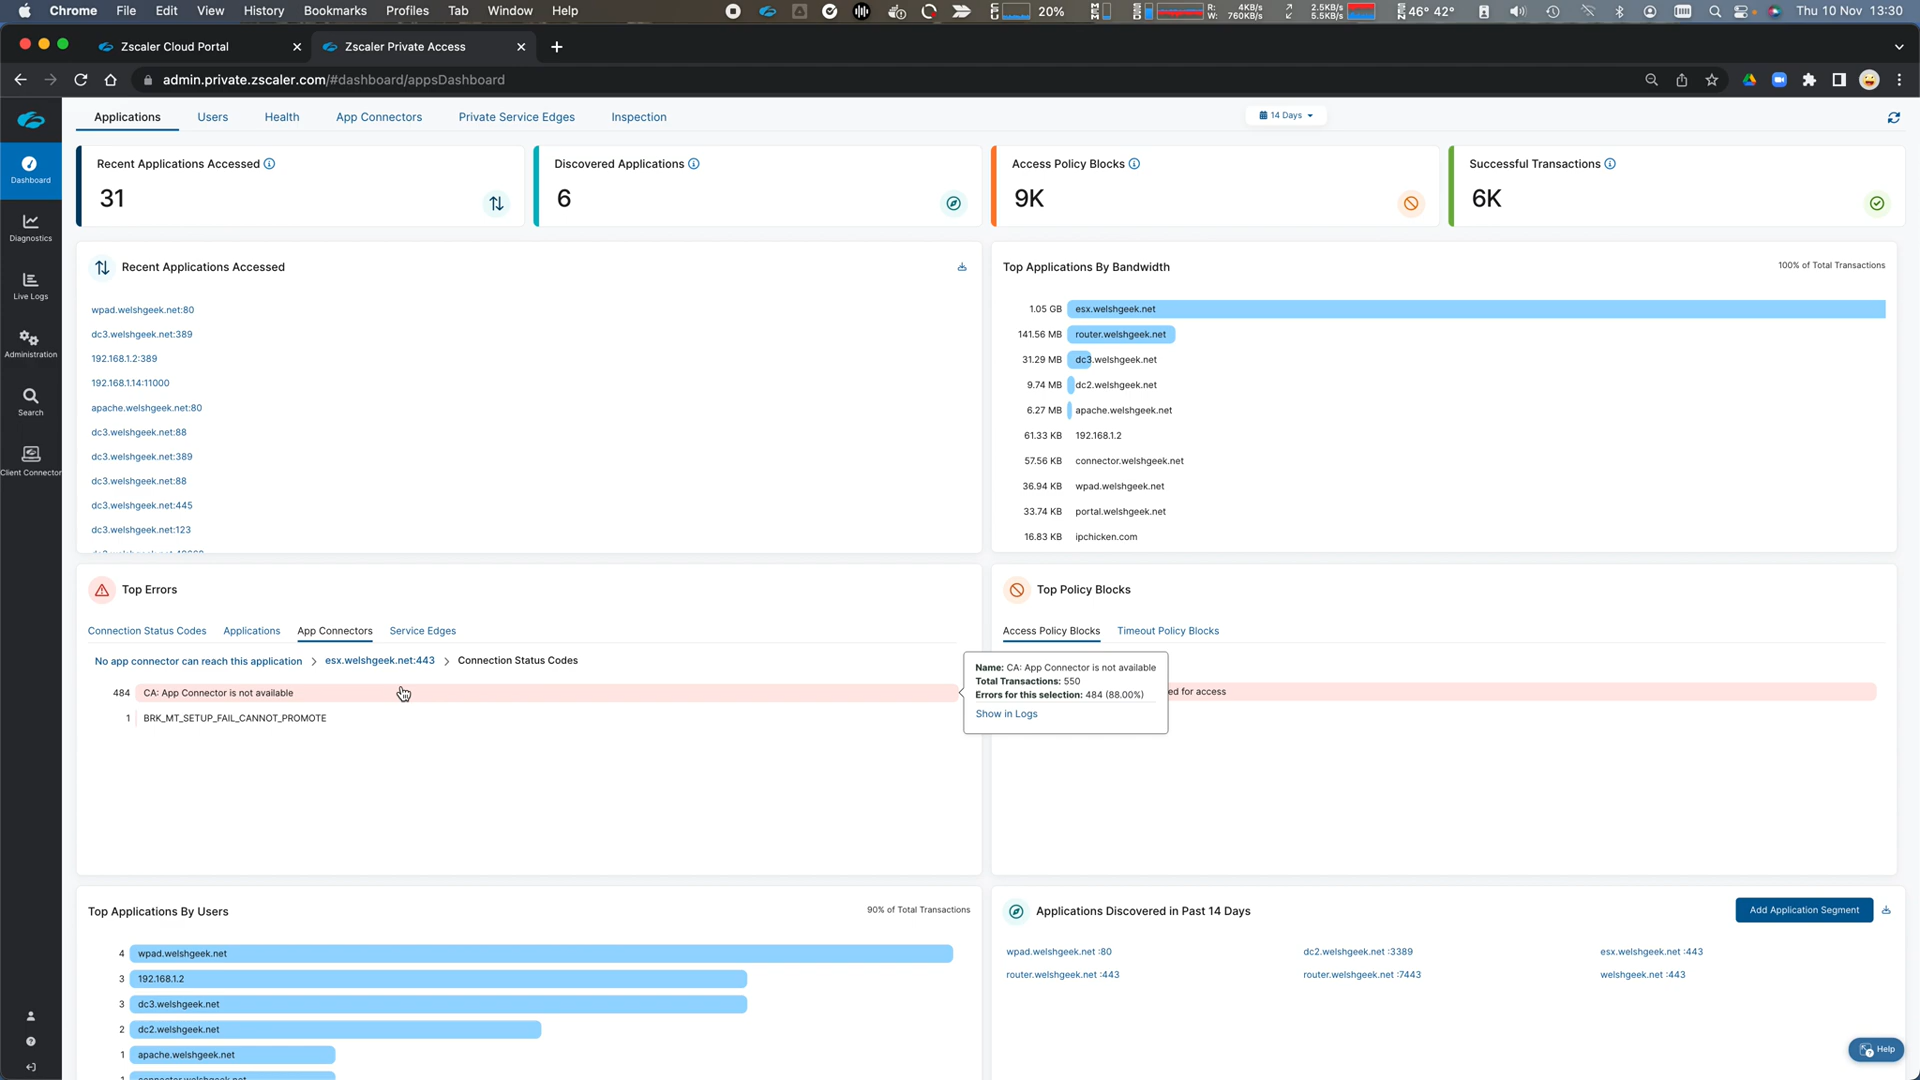 Chrome File Edit View History Bookmarks Profiles Tab Window Help
20% R: 4KB/s W: 760KB/s 2.5KB/s 5.5KB/s 46° 42° Thu 10 Nov 13:30
Zscaler Cloud Portal
Zscaler Private Access
admin.private.zscaler.com/#dashboard/appsDashboard
Applications Users Health App Connectors Private Service Edges Inspection
14 Days
Dashboard
Diagnostics
Live Logs
Administration
Search
Client Connector
Recent Applications Accessed
31
Discovered Applications
6
Access Policy Blocks
9K
Successful Transactions
6K
Recent Applications Accessed
wpad.welshgeek.net:80
dc3.welshgeek.net:389
192.168.1.2:389
192.168.1.14:11000
apache.welshgeek.net:80
dc3.welshgeek.net:88
dc3.welshgeek.net:389
dc3.welshgeek.net:88
dc3.welshgeek.net:445
dc3.welshgeek.net:123
Top Applications By Bandwidth
100% of Total Transactions
1.05 GB esx.welshgeek.net
141.56 MB router.welshgeek.net
31.29 MB dc3.welshgeek.net
9.74 MB dc2.welshgeek.net
6.27 MB apache.welshgeek.net
61.33 KB 192.168.1.2
57.56 KB connector.welshgeek.net
36.94 KB wpad.welshgeek.net
33.74 KB portal.welshgeek.net
16.83 KB ipchicken.com
Top Errors
Connection Status Codes Applications App Connectors Service Edges
No app connector can reach this application > esx.welshgeek.net:443 > Connection Status Codes
484 CA: App Connector is not available
1 BRK_MT_SETUP_FAIL_CANNOT_PROMOTE
Top Policy Blocks
Access Policy Blocks Timeout Policy Blocks
Name: CA: App Connector is not available
Total Transactions: 550
Errors for this selection: 484 (88.00%)
Show in Logs
ed for access
Top Applications By Users
90% of Total Transactions
4 wpad.welshgeek.net
3 192.168.1.2
3 dc3.welshgeek.net
2 dc2.welshgeek.net
1 apache.welshgeek.net
Applications Discovered in Past 14 Days
Add Application Segment
wpad.welshgeek.net :80 dc2.welshgeek.net :3389 esx.welshgeek.net :443
router.welshgeek.net :443 router.welshgeek.net :7443 welshgeek.net :443
Help